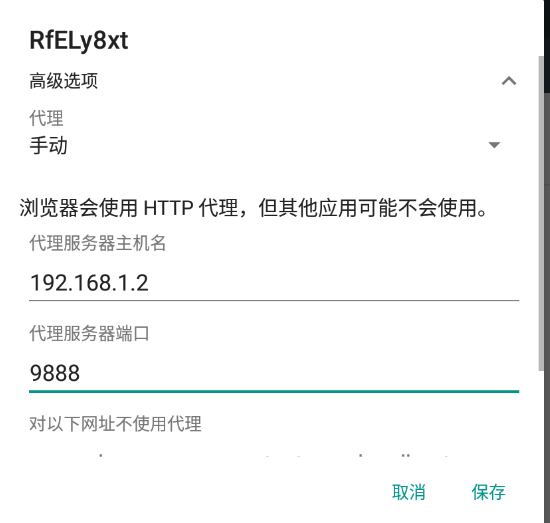 RfELy8xt
高级选项
代理
手动
浏览器会使用 HTTP 代理，但其他应用可能不会使用。
代理服务器主机名
192.168.1.2
代理服务器端口
9888
对以下网址不使用代理
取消 保存